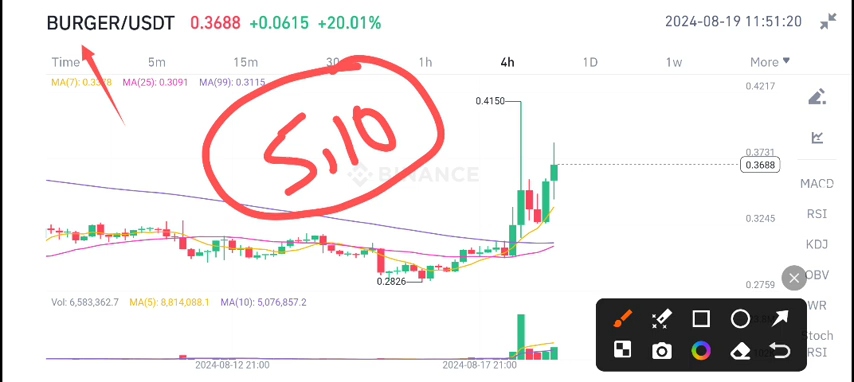 BURGER/USDT 0.3688 +0.0615 +20.01% 2024-08-19 11:51:20
Time 5m 15m 1h 4h 1D 1w More
MA(7): MA(25): 0.3091 MA(99): 0.3115
0.4217
0.4150
5,10
0.3731
0.3688
BINANCE
MACD
RSI
0.3245
KDJ
OBV
0.2826
0.2759
Vol: 6,583,362.7 MA(5): 8,814,088.1 MA(10): 5,076,857.2
WR
Stoch
RSI
2024-08-12 21:00 2024-08-17 21:00